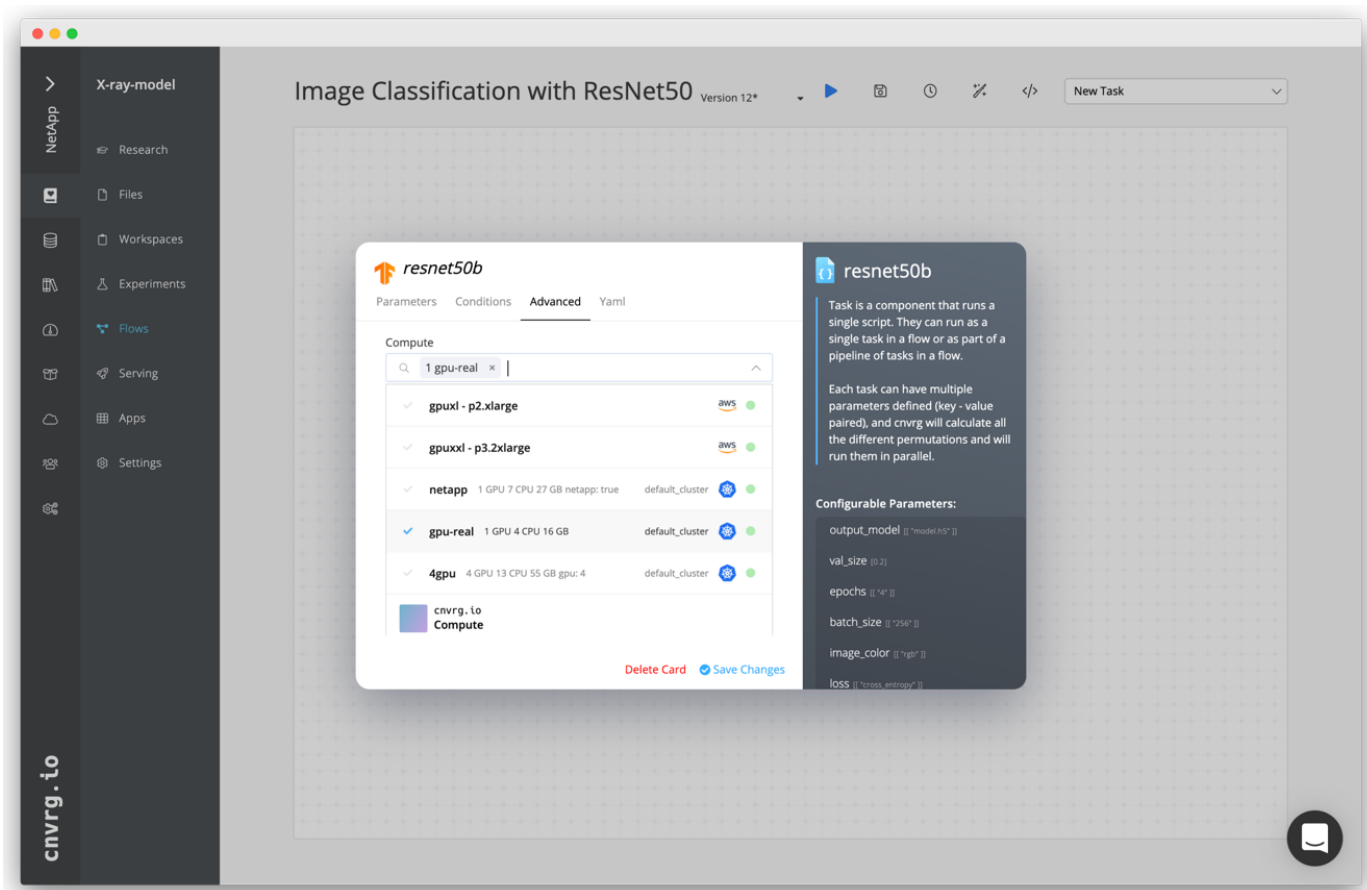 NetApp
cnvrg.io
X-ray-model
Research
Files
Workspaces
Experiments
Flows
Serving
Apps
Settings
Image Classification with ResNet50 Version 12*
New Task
resnet50b
Parameters Conditions Advanced Yaml
Compute
1 gpu-real ×
gpuxl - p2.xlarge aws
gpuxxl - p3.2xlarge aws
netapp 1 GPU 7 CPU 27 GB netapp: true default_cluster
gpu-real 1 GPU 4 CPU 16 GB default_cluster
4gpu 4 GPU 13 CPU 55 GB gpu: 4 default_cluster
cnvrg.io
Compute
Delete Card Save Changes
resnet50b
Task is a component that runs a
single script. They can run as a
single task in a flow or as part of a
pipeline of tasks in a flow.
Each task can have multiple
parameters defined (key - value
paired), and cnvrg will calculate all
the different permutations and will
run them in parallel.
Configurable Parameters:
output_model [[ "model.h5" ]]
val_size [0.2]
epochs [[ "4" ]]
batch_size [[ "256" ]]
image_color [[ "rgb" ]]
loss [[ "cross_entropy" ]]